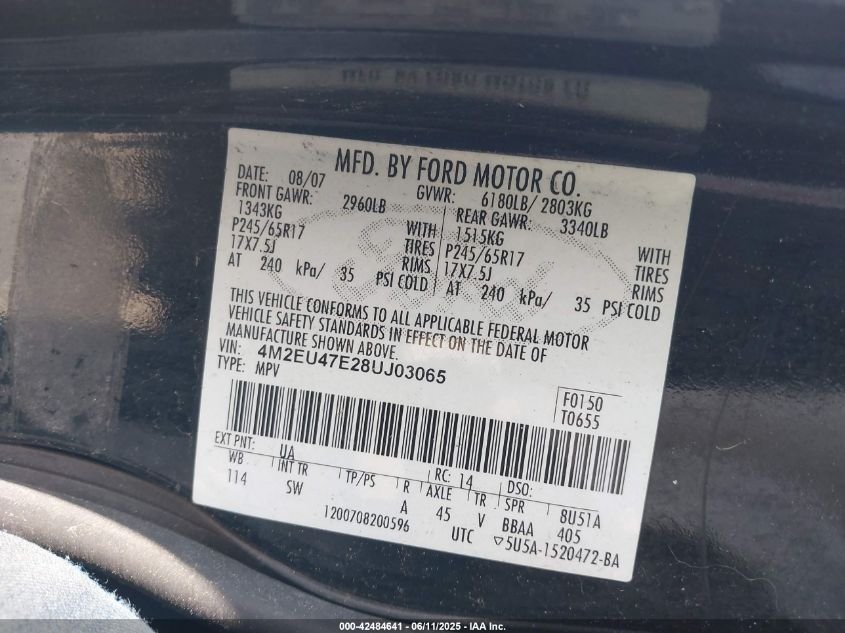 MFD. BY FORD MOTOR CO.
DATE: 08/07 GVWR: 6180LB/ 2803KG
FRONT GAWR: 2960LB REAR GAWR: 3340LB
1343KG WITH 1515KG WITH
P245/65R17 TIRES P245/65R17 TIRES
17X7.5J RIMS 17X7.5J RIMS
AT 240 kPa/ 35 PSI COLD AT 240 kPa/ 35 PSI COLD
THIS VEHICLE CONFORMS TO ALL APPLICABLE FEDERAL MOTOR
VEHICLE SAFETY STANDARDS IN EFFECT ON THE DATE OF
MANUFACTURE SHOWN ABOVE.
VIN: 4M2EU47E28UJ03065
TYPE: MPV
F0150
T0655
EXT PNT: UA RC: 14 DSO:
WB INT TR TP/PS R AXLE TR SPR 8U51A
114 SW A 45 V BBAA 405
1200708200596 UTC ▽5U5A-1520472-BA
000-42484641 - 06/11/2025 - IAA Inc.